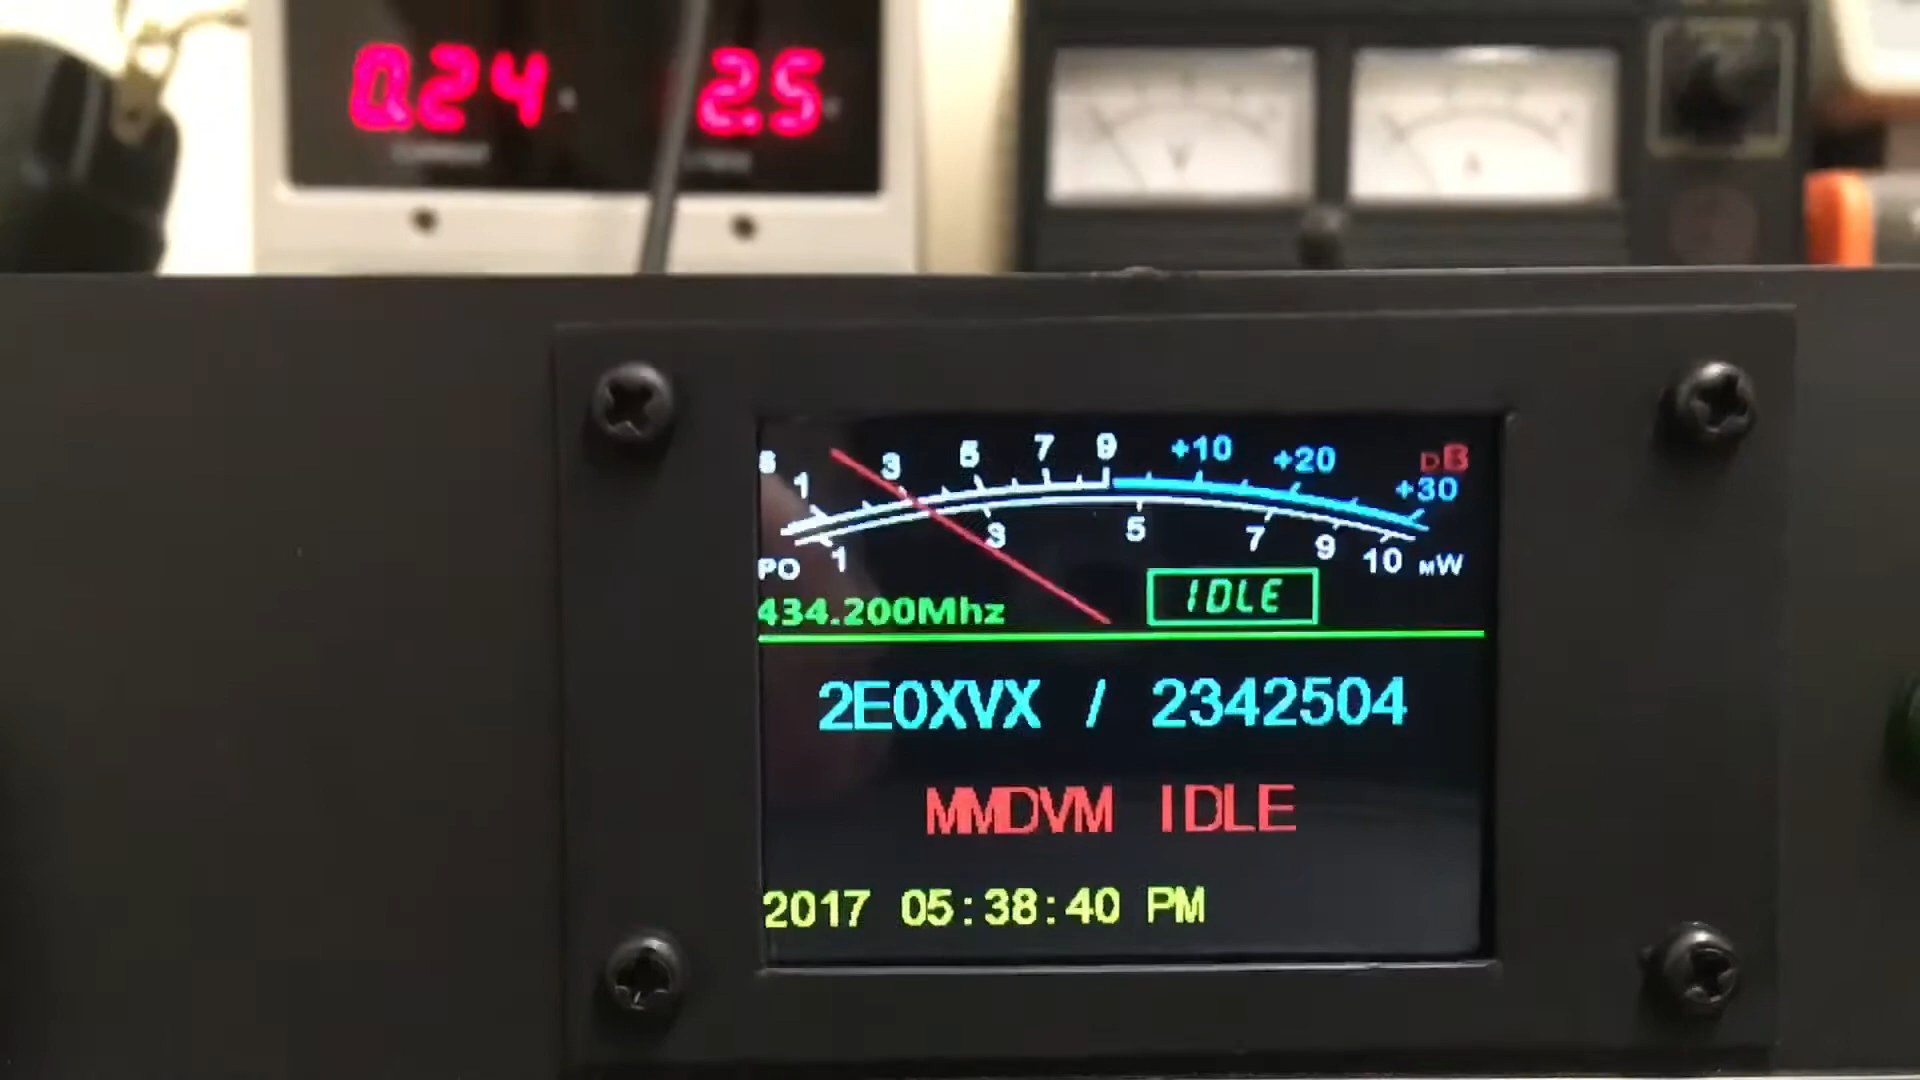 0.24 2.5
CURRENT
V
S 1 3 5 7 9 +10 +20 +30 DB
PO 1 3 5 7 9 10 MW
434.200Mhz IDLE
2E0XVX / 2342504
MMDVM IDLE
2017 05:38:40 PM